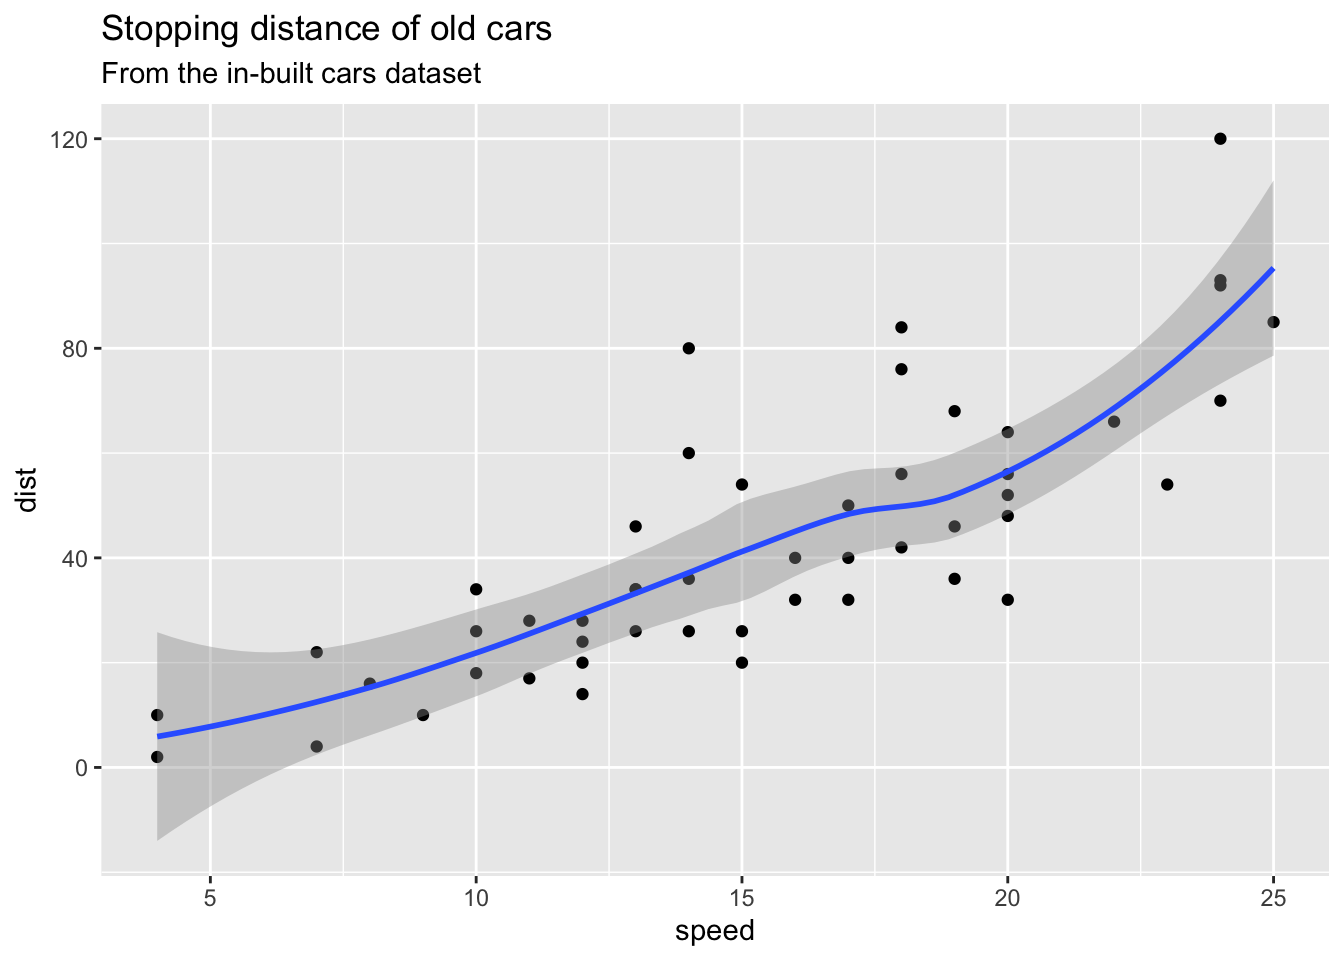 Stopping distance of old cars
From the in-built cars dataset
120
80
40
0
dist
5 10 15 20 25
speed